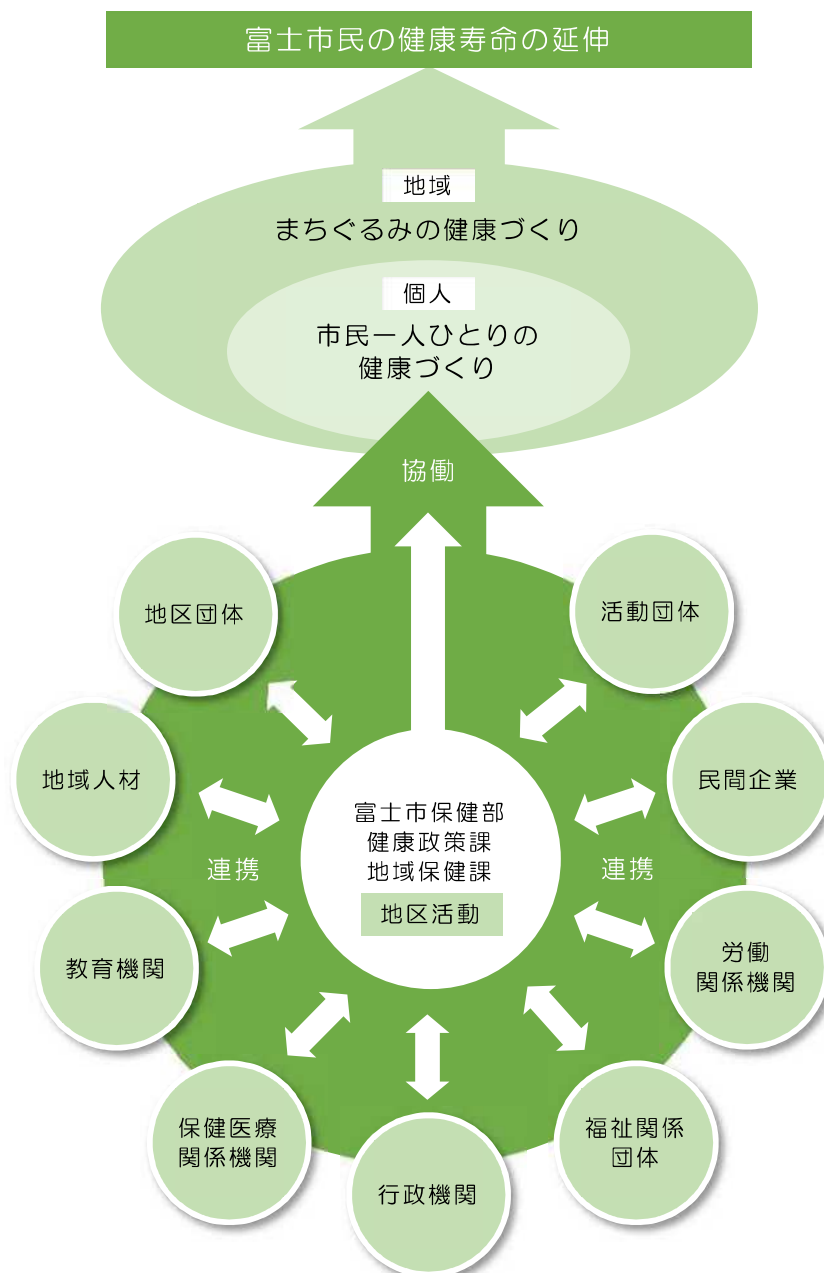 富士市民の健康寿命の延伸
地域
まちぐるみの健康づくり
個人
市民一人ひとりの
健康づくり
協働
地区団体
活動団体
地域人材
民間企業
富士市保健部
健康政策課
地域保健課
地区活動
連携
連携
教育機関
労働
関係機関
保健医療
関係機関
福祉関係
団体
行政機関